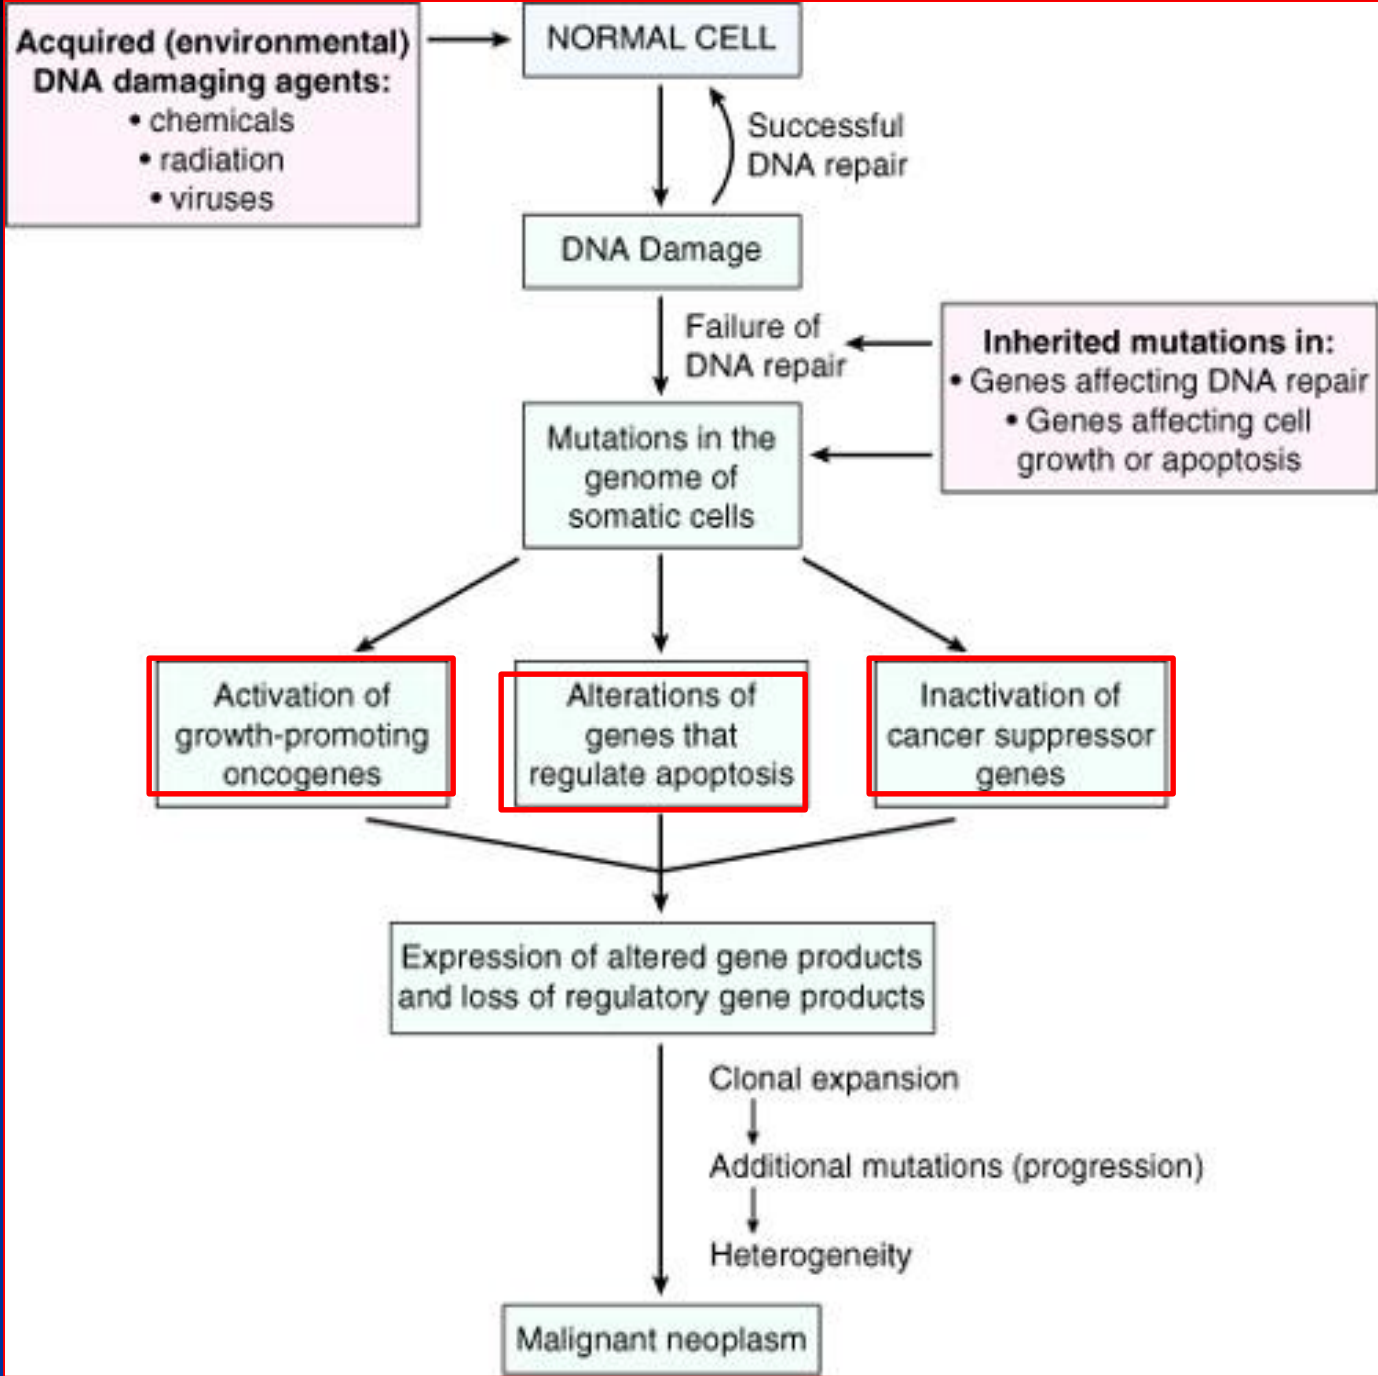 Acquired (environmental)
DNA damaging agents:
• chemicals
• radiation
• viruses
NORMAL CELL
Successful
DNA repair
DNA Damage
Failure of
DNA repair
Inherited mutations in:
• Genes affecting DNA repair
• Genes affecting cell
growth or apoptosis
Mutations in the
genome of
somatic cells
Activation of
growth-promoting
oncogenes
Alterations of
genes that
regulate apoptosis
Inactivation of
cancer suppressor
genes
Expression of altered gene products
and loss of regulatory gene products
Clonal expansion
Additional mutations (progression)
Heterogeneity
Malignant neoplasm